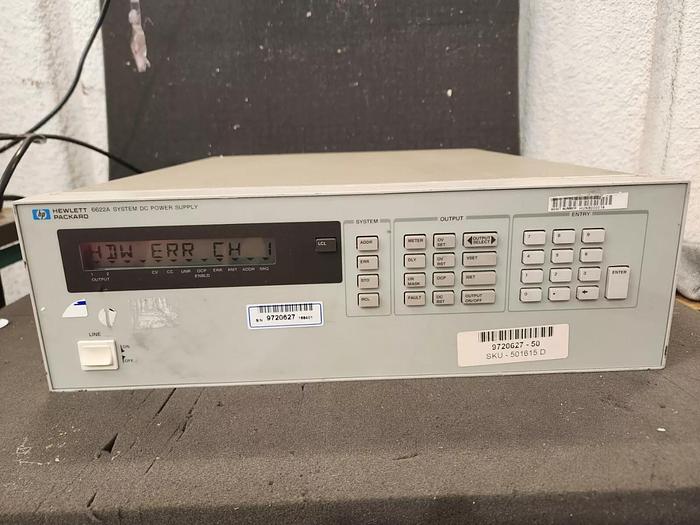 hp HEWLETT PACKARD 6622A SYSTEM DC POWER SUPPLY
HDW ERR CH 1
1 2 CV CC UNR OCP ENBLD ERR RMT ADDR SRQ
OUTPUT
LCL
SYSTEM
ADDR
ERR
STO
RCL
OUTPUT
METER OV SET OUTPUT SELECT
DLY OV RST VSET
UN MASK OCP ISET
FAULT OC RST OUTPUT ON/OFF
ENTRY
7 8 9
4 5 6
1 2 3
0 . ←
ENTER
LINE
ON
OFF
S/N 9720627
9720627 - 50
SKU - 501615 D